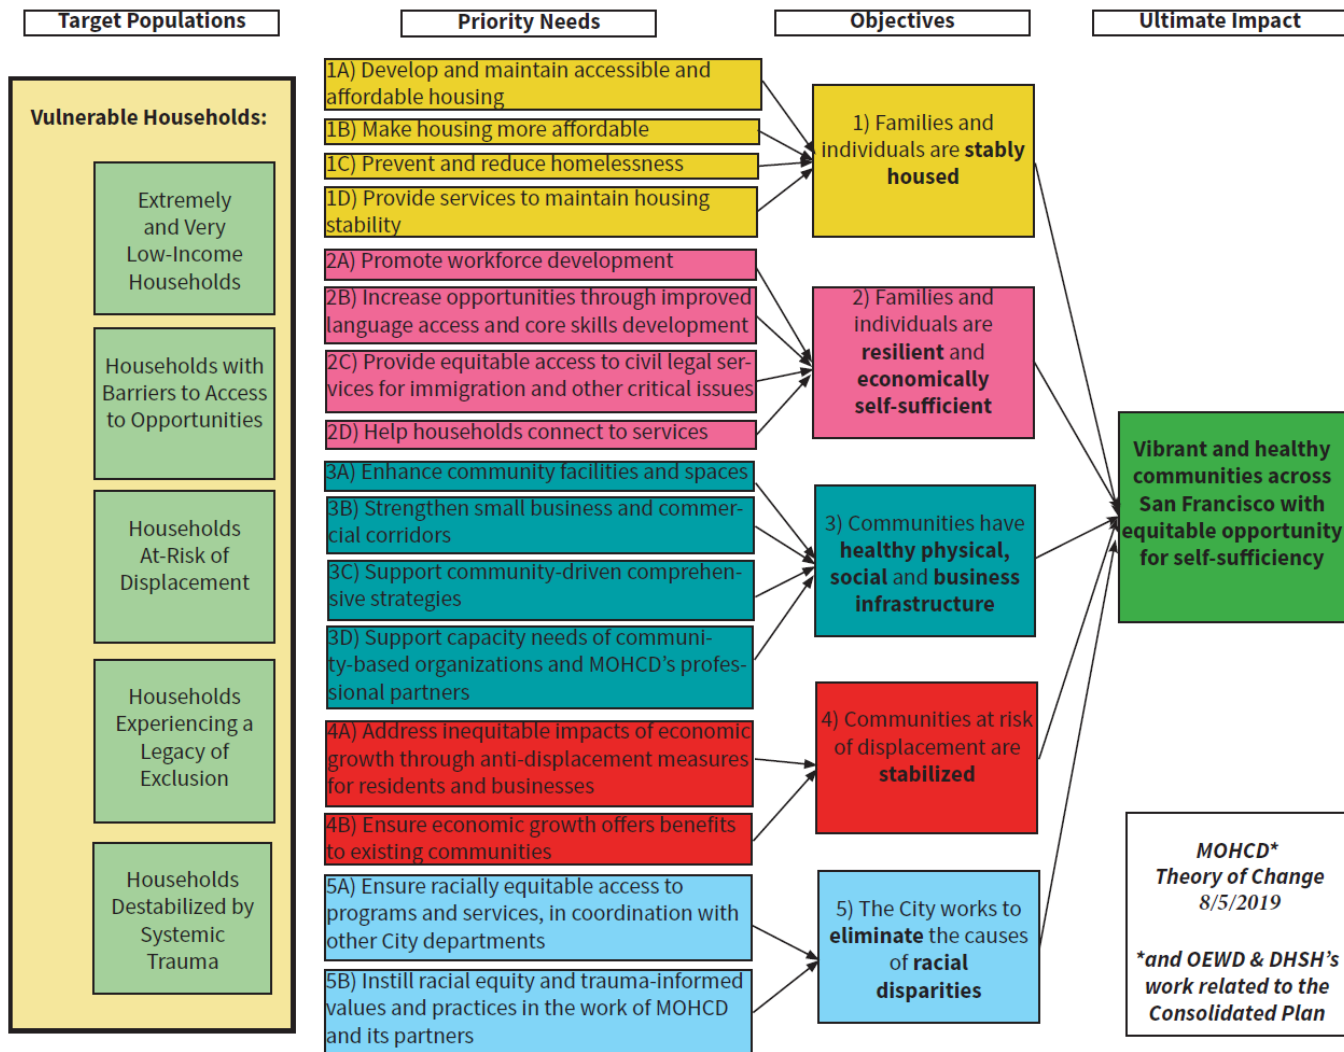 Target Populations
Priority Needs
Objectives
Ultimate Impact
Vulnerable Households:
Extremely
and Very
Low-Income
Households
Households with
Barriers to Access
to Opportunities
Households
At-Risk of
Displacement
Households
Experiencing a
Legacy of
Exclusion
Households
Destabilized by
Systemic
Trauma
1A) Develop and maintain accessible and
affordable housing
1B) Make housing more affordable
1C) Prevent and reduce homelessness
1D) Provide services to maintain housing
stability
2A) Promote workforce development
2B) Increase opportunities through improved
language access and core skills development
2C) Provide equitable access to civil legal ser-
vices for immigration and other critical issues
2D) Help households connect to services
3A) Enhance community facilities and spaces
3B) Strengthen small business and commer-
cial corridors
3C) Support community-driven comprehen-
sive strategies
3D) Support capacity needs of communi-
ty-based organizations and MOHCD’s profes-
sional partners
4A) Address inequitable impacts of economic
growth through anti-displacement measures
for residents and businesses
4B) Ensure economic growth offers benefits
to existing communities
5A) Ensure racially equitable access to
programs and services, in coordination with
other City departments
5B) Instill racial equity and trauma-informed
values and practices in the work of MOHCD
and its partners
1) Families and
individuals are stably
housed
2) Families and
individuals are
resilient and
economically
self-sufficient
3) Communities have
healthy physical,
social and business
infrastructure
4) Communities at risk
of displacement are
stabilized
5) The City works to
eliminate the causes
of racial
disparities
Vibrant and healthy
communities across
San Francisco with
equitable opportunity
for self-sufficiency
MOHCD*
Theory of Change
8/5/2019
*and OEWD & DHSH’s
work related to the
Consolidated Plan